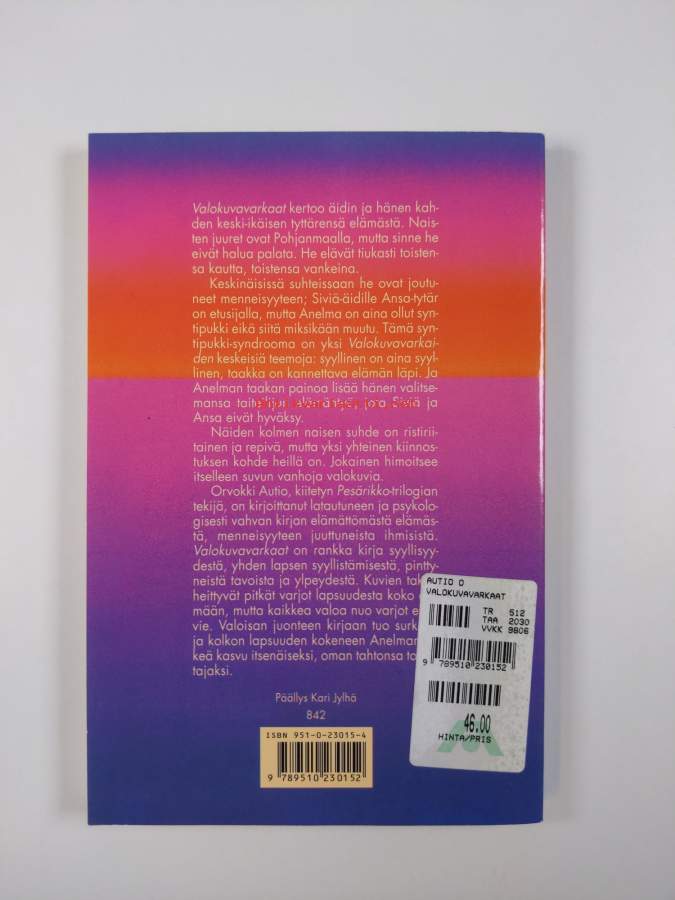 Valokuvavarkaat kertoo äidin ja hänen kah-
den keski-ikäisen tyttärensä elämästä. Nais-
ten juuret ovat Pohjanmaalla, mutta sinne he
eivät halua palata. He elävät tiukasti toisten-
sa kautta, toistensa vankeina.
Keskinäisissä suhteissaan he ovat joutu-
neet menneisyyteen; Siviä-äidille Ansa-tytär
on etusijalla, mutta Anelma on aina ollut syn-
tipukki eikä siitä miksikään muutu. Tämä syn-
tipukki-syndrooma on yksi Valokuvavarkai-
den keskeisiä teemoja: syyllinen on aina syyl-
linen, taakka on kannettava elämän läpi. Ja
Anelman taakan painoa lisää hänen valitse-
mansa taiteilijan elämäntapa, jota Siviä ja
Ansa eivät hyväksy.
Näiden kolmen naisen suhde on ristirii-
tainen ja repivä, mutta yksi yhteinen kiinnos-
tuksen kohde heillä on. Jokainen himoitsee
itselleen suvun vanhoja valokuvia.
Orvokki Autio, kiitetyn Pesärikko-trilogian
tekijä, on kirjoittanut latautuneen ja psykolo-
gisesti vahvan kirjan elämättömästä elämäs-
tä, menneisyyteen juuttuneista ihmisistä.
Valokuvavarkaat on rankka kirja syyllisyy-
destä, yhden lapsen syyllistämisestä, pintty-
neistä tavoista ja ylpeydestä. Kuvien
heittyvät pitkät varjot lapsuudesta koko
mään, mutta kaikkea valoa nuo varjot
vie. Valoisan juonteen kirjaan tuo
ja kolkon lapsuuden kokeneen Anelman
keä kasvu itsenäiseksi, oman tahtonsa
tajaksi.
Päällys Kari Jylhä
842
ISBN 951-0-23015-4
9 789510 230152
AUTIO O
VALOKUVAVARKAAT
TR 512
TAA 2030
VVKK 9806
9 789510 230152
46.00
HINTA/PRIS